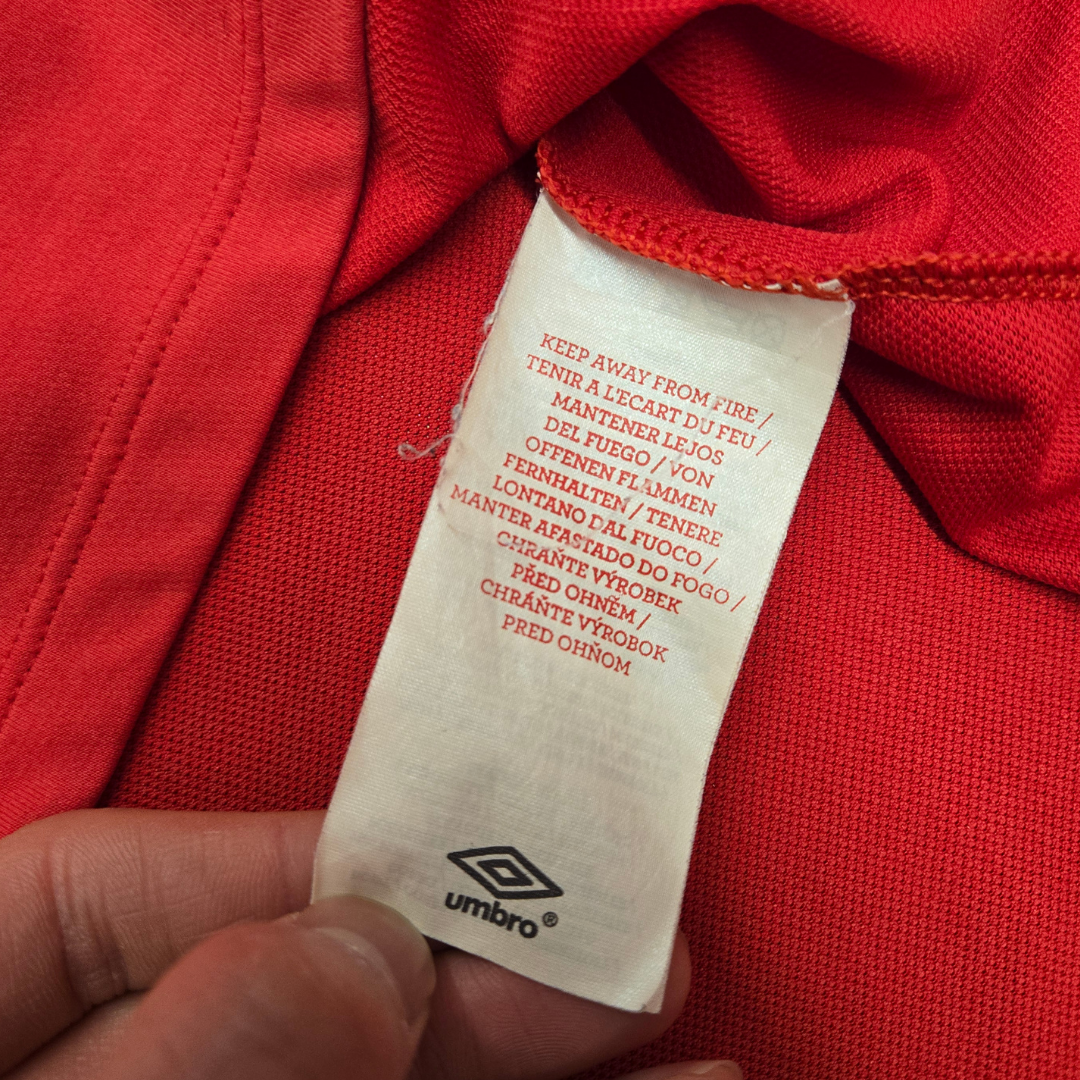 KEEP AWAY FROM FIRE /
TENIR A L'ECART DU FEU /
MANTENER LEJOS
DEL FUEGO / VON
OFFENEN FLAMMEN
FERNHALTEN / TENERE
LONTANO DAL FUOCO /
MANTER AFASTADO DO FOGO /
CHRAŇTE VÝROBEK
PŘED OHNĚM /
CHRÁŇTE VÝROBOK
PRED OHŇOM
umbro®